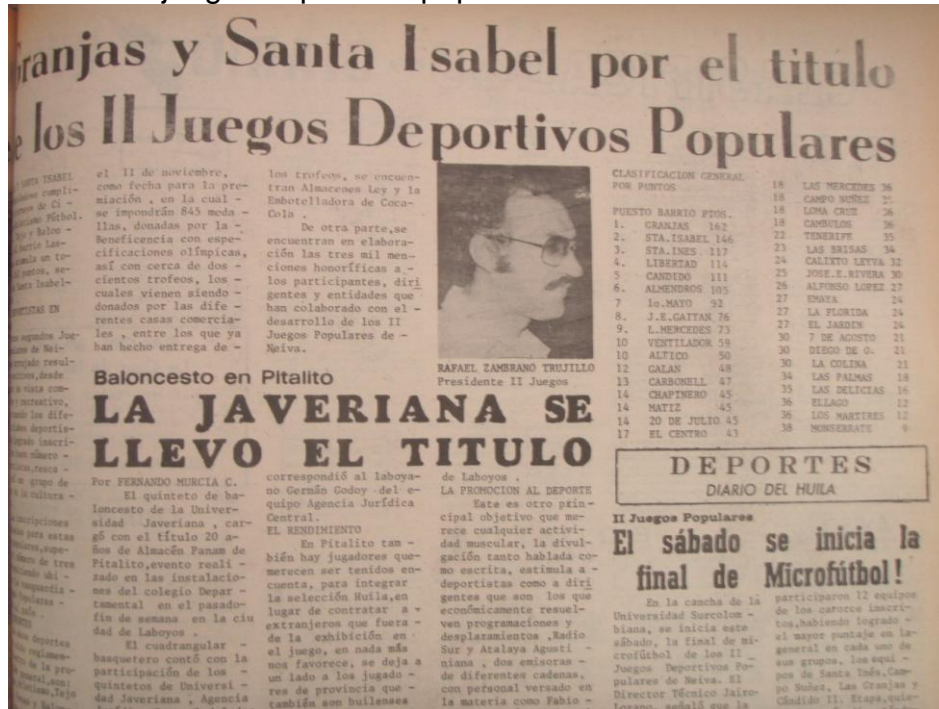 Granjas y Santa Isabel por el titulo
los II Juegos Deportivos Populares
SANTA ISABEL
el 11 de noviembre,
como fecha para la pre-
miación , en la cual -
se impondrán 845 meda -
llas, donadas por la -
Beneficencia con espe-
cificaciones olímpicas,
así con cerca de dos -
cientos trofeos, los -
cuales vienen siendo -
donados por las dife -
rentes casas comercia-
les , entre los que ya
han hecho entrega de -
los trofeos, se encuen-
tran Almacenes Ley y la
Embotelladora de Coca-
Cola .
De otra parte,se
encuentran en elabora-
ción las tres mil men-
ciones honoríficas a -
los participantes, diri
gentes y entidades que
han colaborado con el -
desarrollo de los II
Juegos Populares de -
Neiva.
RAFAEL ZAMBRANO TRUJILLO
Presidente II Juegos
CLASIFICACION GENERAL
POR PUNTOS
PUESTO BARRIO PTOS.
1. GRANJAS 162
2. STA.ISABEL 146
3. STA.INES 117
4. LIBERTAD 114
5 CANDIDO 111
6. ALMENDROS 105
7 1o.MAYO 92
8. J.E.GAITAN 76
9. L.MERCEDES 73
10 VENTILADOR 59
10 ALTICO 50
12 GALAN 48
13 CARBONELL 47
14 CHAPINERO 45
14 MATIZ 45
14 20 DE JULIO 45
17 EL CENTRO 43
18 LAS MERCEDES 36
18 CAMPO NUÑEZ
18 LOMA CRUZ 36
18 CAMBULOS 36
22 TENERIFE 35
23 LAS BRISAS 34
24 CALIXTO LEYVA 32
25 JOSE.E.RIVERA 30
26 ALFONSO LOPEZ 27
27 EMAYA 24
27 LA FLORIDA 24
27 EL JARDIN 24
30 7 DE AGOSTO 21
30 DIEGO DE O. 21
30 LA COLINA 21
34 LAS PALMAS 18
35 LAS DELICIAS 16
36 ELLAGO 12
36 LOS MARTIRES 12
38 MONSERRATE 9
Baloncesto en Pitalito
LA JAVERIANA SE
LLEVO EL TITULO
Por FERNANDO MURCIA C.
El quinteto de ba-
loncesto de la Univer-
sidad Javeriana , car-
gó con el título 20 a-
ños de Almacén Panam de
Pitalito,evento reali -
zado en las instalacio-
nes del colegio Depar -
tamental en el pasado-
fin de semana en la ciu
dad de Laboyos .
El cuadrangular -
basquetero contó con la
participación de los -
quintetos de Universi -
dad Javeriana , Agencia
correspondió al laboya-
no Germán Godoy del e-
quipo Agencia Jurídica
Central.
EL RENDIMIENTO
En Pitalito tam -
bién hay jugadores que-
merecen ser tenidos en-
cuenta, para integrar
la selección Huila,en
lugar de contratar a -
extranjeros que fuera -
de la exhibición en
el juego, en nada más
nos favorece, se deja a
un lado a los jugado -
res de provincia que -
también son huilenses
de Laboyos .
LA PROMOCION AL DEPORTE
Este es otro prin-
cipal objetivo que me-
rece cualquier activi-
dad muscular, la divul-
gación tanto hablada co-
mo escrita, estimula a -
deportistas como a diri
gentes que son los que
económicamente resuel-
ven programaciones y
desplazamientos ,Radio
Sur y Atalaya Agusti -
niana , dos emisoras -
de diferentes cadenas,
con personal versado en
la materia como Fabio -
DEPORTES
DIARIO DEL HUILA
II Juegos Populares
El sábado se inicia la
final de Microfútbol!
En la cancha de la
Universidad Surcolom -
biana, se inicia este
sábado, la final de mi-
crofútbol de los II
Juegos Deportivos Po-
pulares de Neiva. El
Director Técnico Jairo-
señaló que la
participaron 12 equipos
de los catorce inscri-
tos,habiendo logrado -
el mayor puntaje en la-
general en cada uno de
sus grupos, los equi -
pos de Santa Inés,Cam-
po Nuñez, Las Granjas y
Cándido II. Etapa,quie-